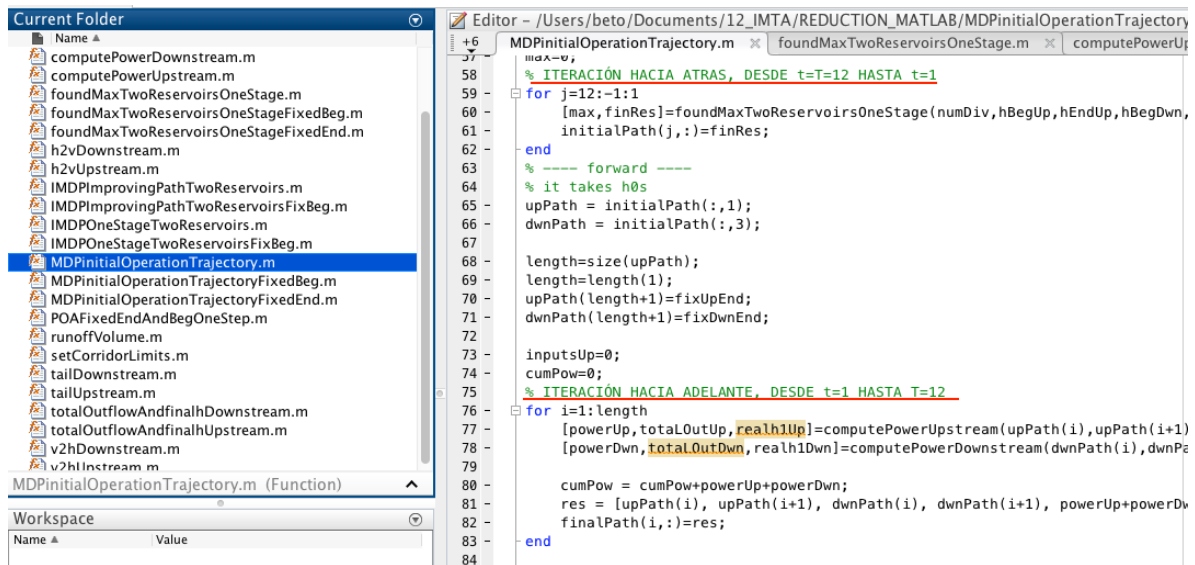 Current Folder
Name
computePowerDownstream.m
computePowerUpstream.m
foundMaxTwoReservoirsOneStage.m
foundMaxTwoReservoirsOneStageFixedBeg.m
foundMaxTwoReservoirsOneStageFixedEnd.m
h2vDownstream.m
h2vUpstream.m
IMDPImprovingPathTwoReservoirs.m
IMDPImprovingPathTwoReservoirsFixBeg.m
IMDPOneStageTwoReservoirs.m
IMDPOneStageTwoReservoirsFixBeg.m
MDPinitialOperationTrajectory.m
MDPinitialOperationTrajectoryFixedBeg.m
MDPinitialOperationTrajectoryFixedEnd.m
POAFixedEndAndBegOneStep.m
runoffVolume.m
setCorridorLimits.m
tailDownstream.m
tailUpstream.m
totalOutflowAndfinalhDownstream.m
totalOutflowAndfinalhUpstream.m
v2hDownstream.m
v2hUpstream.m
MDPinitialOperationTrajectory.m (Function)
Workspace
Name Value
Editor - /Users/beto/Documents/12_IMTA/REDUCTION_MATLAB/MDPinitialOperationTrajectory
+6 MDPinitialOperationTrajectory.m foundMaxTwoReservoirsOneStage.m computePowerUp
57 - max=0;
58 % ITERACIÓN HACIA ATRAS, DESDE t=T=12 HASTA t=1
59 - for j=12:-1:1
60 - [max,finRes]=foundMaxTwoReservoirsOneStage(numDiv,hBegUp,hEndUp,hBegDwn,
61 - initialPath(j,:)=finRes;
62 - end
63 % ---- forward ----
64 % it takes h0s
65 - upPath = initialPath(:,1);
66 - dwnPath = initialPath(:,3);
67
68 - length=size(upPath);
69 - length=length(1);
70 - upPath(length+1)=fixUpEnd;
71 - dwnPath(length+1)=fixDwnEnd;
72
73 - inputsUp=0;
74 - cumPow=0;
75 % ITERACIÓN HACIA ADELANTE, DESDE t=1 HASTA T=12
76 - for i=1:length
77 - [powerUp,totaLOutUp,realh1Up]=computePowerUpstream(upPath(i),upPath(i+1)
78 - [powerDwn,totaLOutDwn,realh1Dwn]=computePowerDownstream(dwnPath(i),dwnPa
79
80 - cumPow = cumPow+powerUp+powerDwn;
81 - res = [upPath(i), upPath(i+1), dwnPath(i), dwnPath(i+1), powerUp+powerDw
82 - finalPath(i,:)=res;
83 - end
84